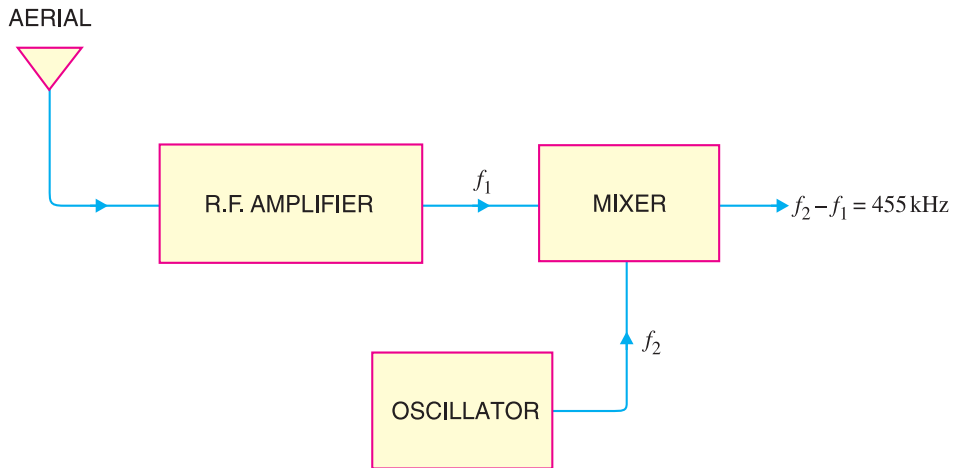 AERIAL
R.F. AMPLIFIER
f₁
MIXER
f₂ – f₁ = 455 kHz
f₂
OSCILLATOR